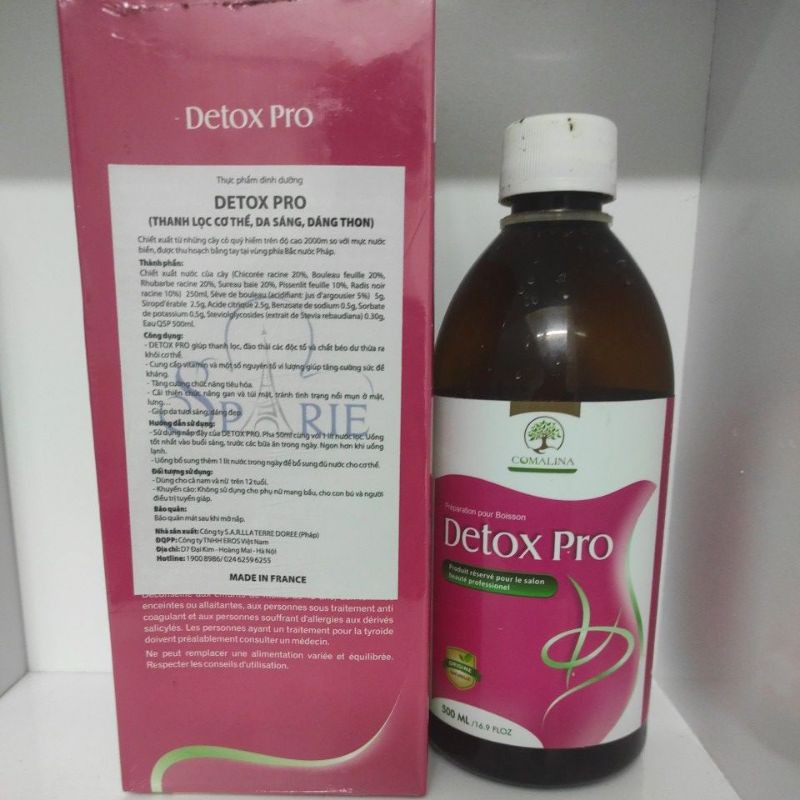 Detox Pro
Thực phẩm dinh dưỡng
DETOX PRO
(THANH LỌC CƠ THỂ, DA SÁNG, DÁNG THON)
Chiết xuất từ những cây cỏ quý hiếm trên độ cao 2000m so với mực nước
biển, được thu hoạch bằng tay tại vùng phía Bắc nước Pháp.
Thành phần:
Chiết xuất nước của cây (Chicorée racine 20%, Bouleau feuille 20%,
Rhubarbe racine 20%, Sureau baie 20%, Pissenlit feuille 10%, Radis noir
racine 10%) 250ml, Sève de bouleau (acidifiant: jus d'argousier 5%) 5g,
Sirop d'érable 2.5g, Acide citrique 2.5g, Benzoate de sodium 0.5g, Sorbate
de potassium 0,5g, Steviolglycosides (extrait de Stevia rebaudiana) 0.30g,
Eau QSP 500ml.
Công dụng:
- DETOX PRO giúp thanh lọc, đào thải các độc tố và chất béo dư thừa ra
khỏi cơ thể.
- Cung cấp vitamin và một số nguyên tố vi lượng giúp tăng cường sức đề
kháng.
- Tăng cường chức năng tiêu hóa.
- Cải thiện chức năng gan và túi mật, tránh tình trạng nổi mụn ở mặt,
lưng,...
- Giúp da tươi sáng, dáng đẹp.
SPARIE
Hướng dẫn sử dụng:
- Sử dụng nắp đậy của DETOX PRO. Pha 50ml cùng với 1 lít nước lọc. Uống
tốt nhất vào buổi sáng, trước các bữa ăn trong ngày. Ngon hơn khi uống
lạnh.
- Uống bổ sung thêm 1 lít nước trong ngày để bổ sung đủ nước cho cơ thể.
Đối tượng sử dụng:
- Dùng cho cả nam và nữ trên 12 tuổi.
- Khuyến cáo: Không sử dụng cho phụ nữ mang bầu, cho con bú và người
điều trị tuyến giáp.
Bảo quản:
Bảo quản mát sau khi mở nắp.
Nhà sản xuất: Công ty S.A.R.L LA TERRE DOREE (Pháp)
ĐQPP: Công ty TNHH EROS Việt Nam
Địa chỉ: D7 Đại Kim - Hoàng Mai - Hà Nội
Hotline: 1900 8986/ 024 6259 6255
MADE IN FRANCE
enceintes ou allaitantes, aux personnes sous traitement anti
coagulant et aux personnes souffrant d'allergies aux dérivés
salicylés. Les personnes ayant un traitement pour la tyroide
doivent préalablement consulter un médecin.
Ne peut remplacer une alimentation variée et équilibrée.
Respecter les conseils d'utilisation.
COMALINA
Préparation pour Boisson
Detox Pro
Produit réservé pour le salon
beauté professionel
ORIGINE
NATURELLE
500 ML /16.9 FLOZ